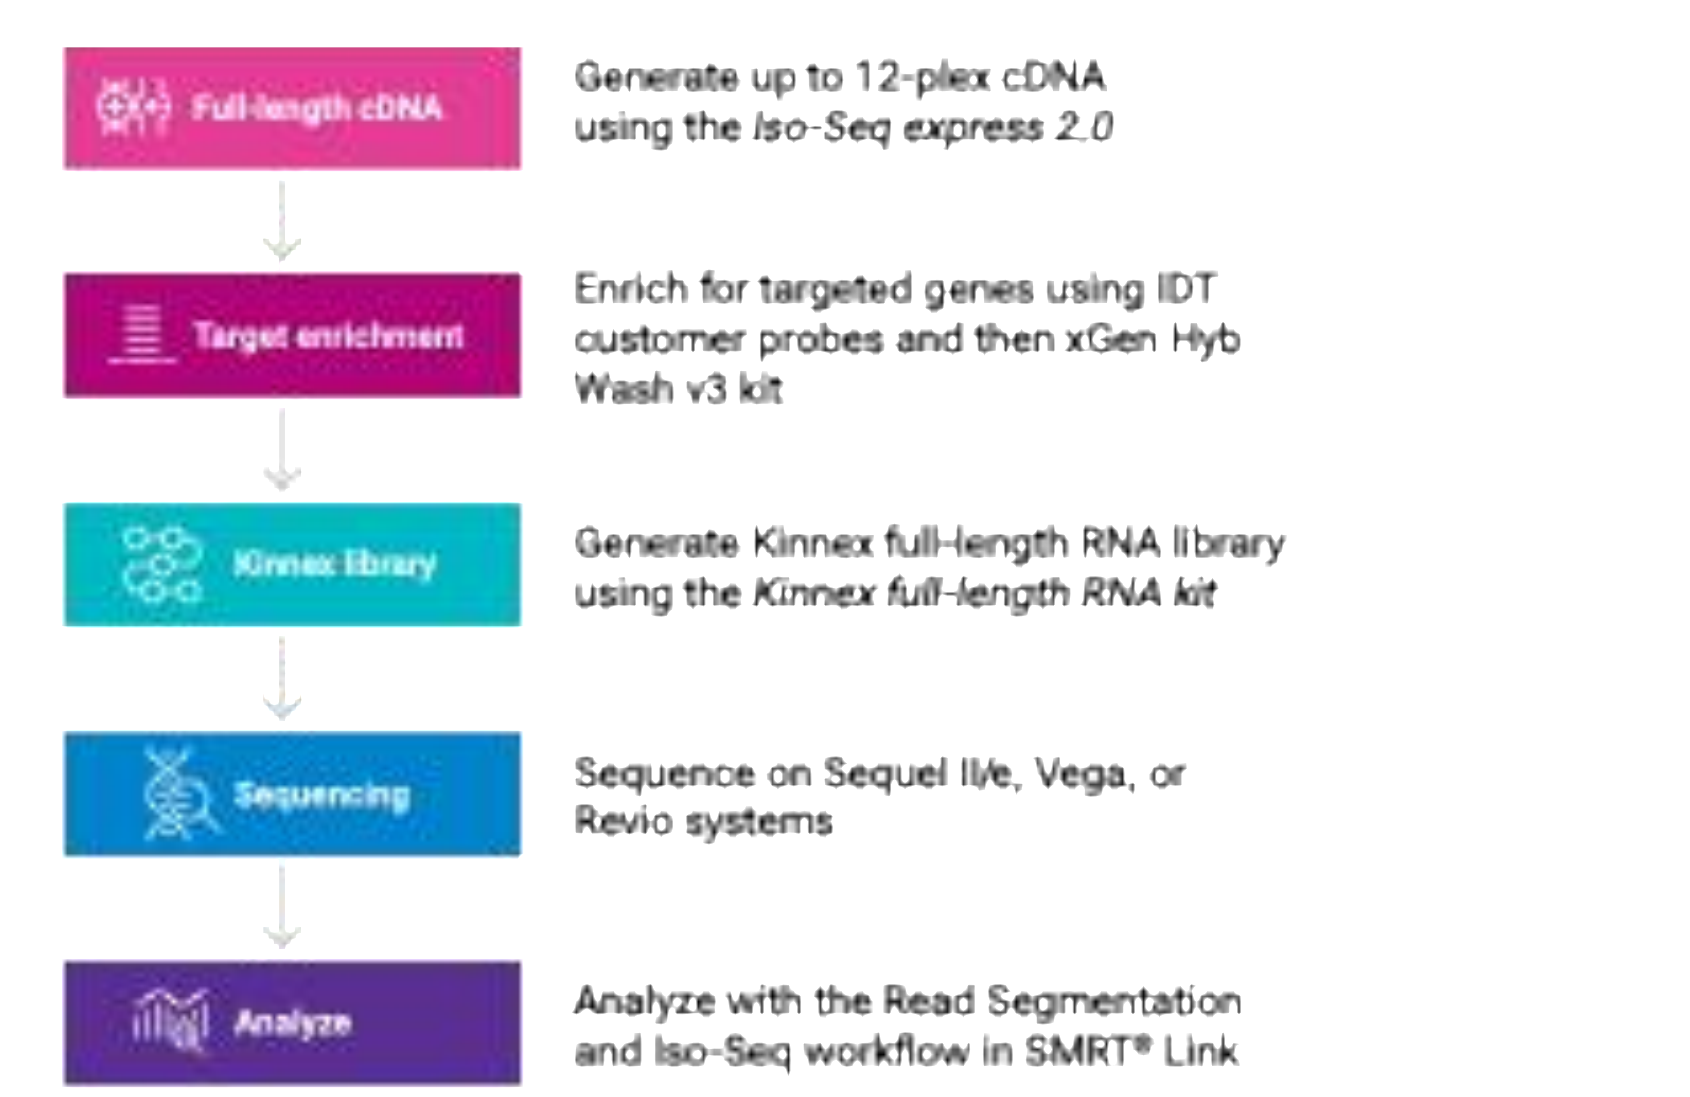 Full-length cDNA
Generate up to 12-plex cDNA
using the Iso-Seq express 2.0
Target enrichment
Enrich for targeted genes using IDT
customer probes and then xGen Hyb
Wash v3 kit
Kinnex library
Generate Kinnex full-length RNA library
using the Kinnex full-length RNA kit
Sequencing
Sequence on Sequel II/e, Vega, or
Revio systems
Analyze
Analyze with the Read Segmentation
and Iso-Seq workflow in SMRT® Link